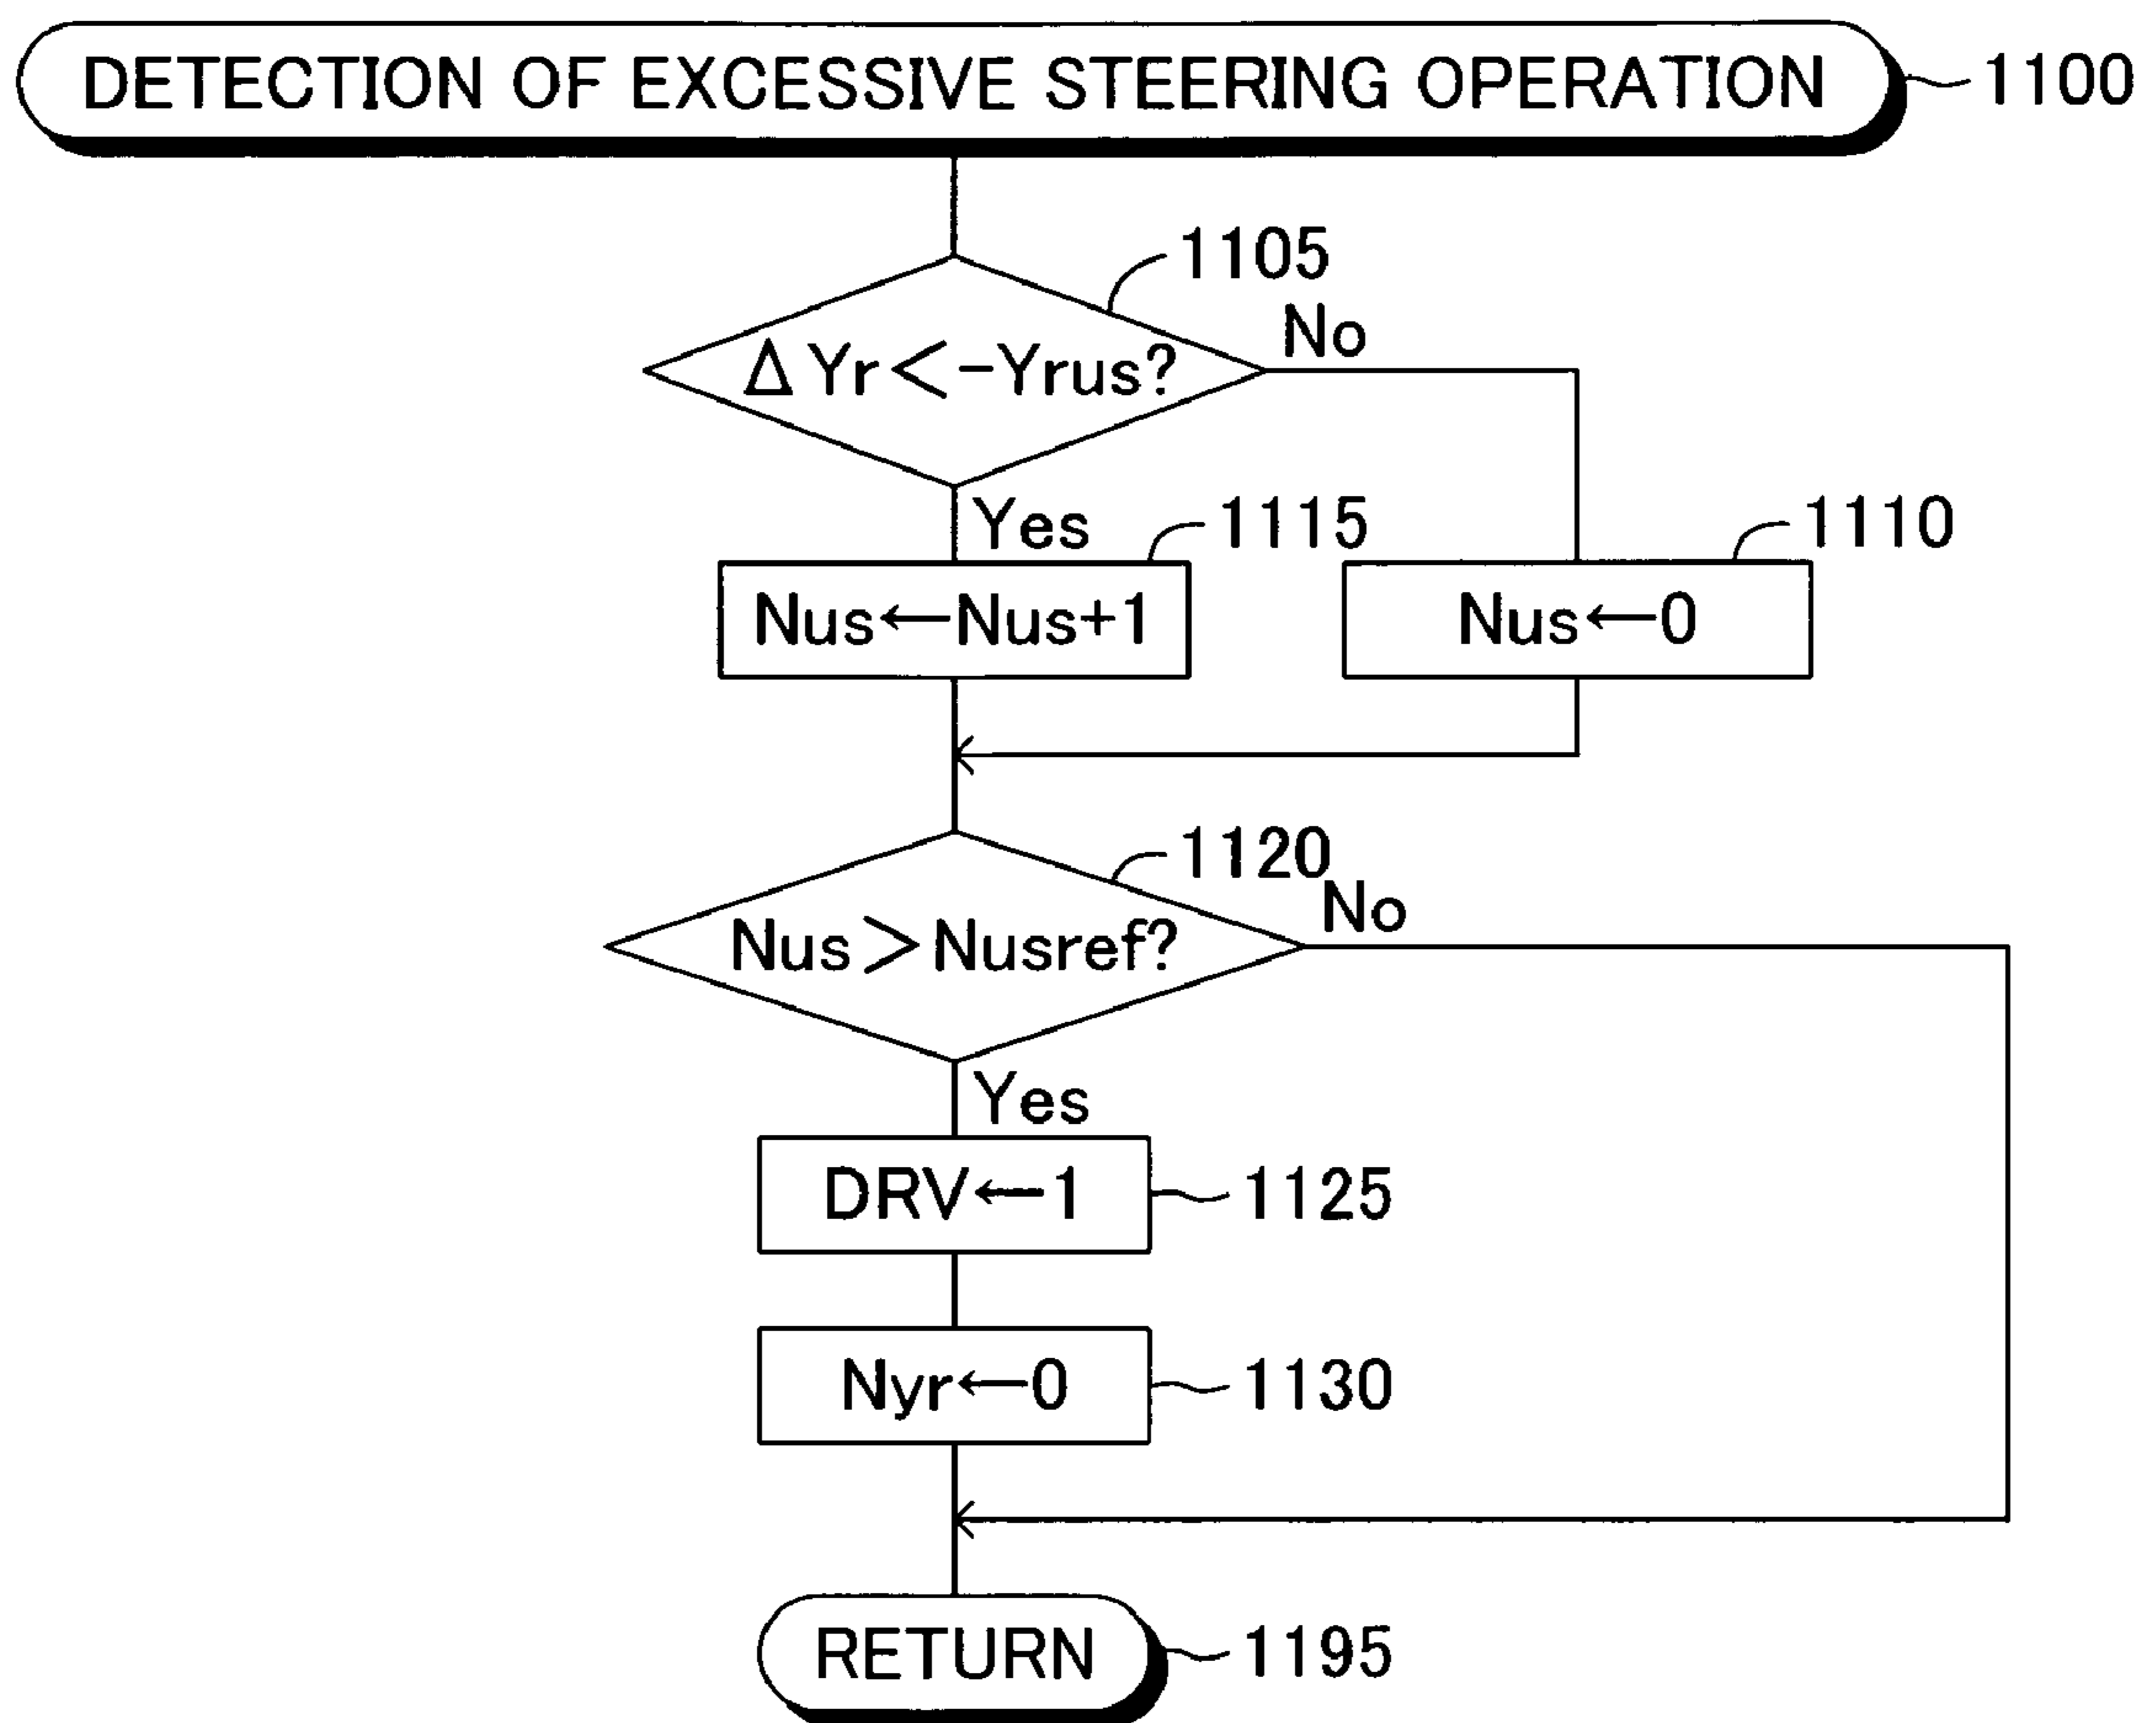 DETECTION OF EXCESSIVE STEERING OPERATION
1100
1105
ΔYr<-Yrus?
No
Yes
1115
1110
Nus←Nus+1
Nus←0
1120
Nus>Nusref?
No
Yes
DRV←1
1125
Nyr←0
1130
RETURN
1195